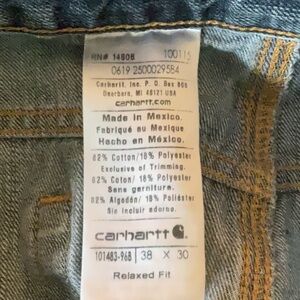 RN# 14806 100115
0619 2500029584
Carhartt, Inc. P.O. Box 600
Dearborn, MI 48121 USA
carhartt.com
Made in Mexico.
Fabriqué au Mexique
Hecho en México.
82% Cotton/18% Polyester
Exclusive of Trimming.
82% Coton/ 18% Polyester
Sans garniture.
82% Algodón/ 18% Poliéster
Sin incluir adorno.
carhartt
101483-968 38 X 30
Relaxed Fit